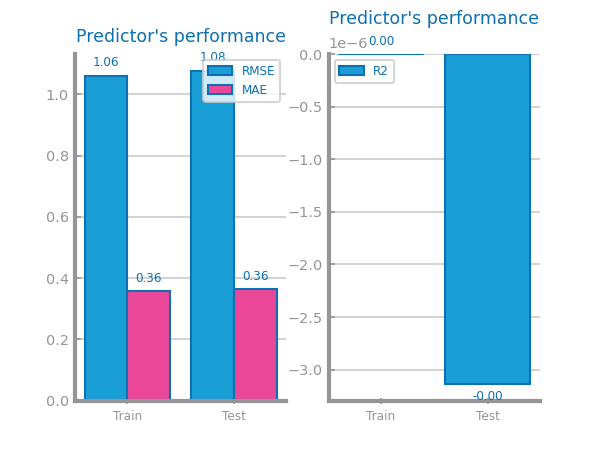 Predictor's performance
1.06
1.08
RMSE
MAE
1.0
0.8
0.6
0.4
0.2
0.0
0.36
0.36
Train
Test
Predictor's performance
1e−6
0.00
R2
0.0
−0.5
−1.0
−1.5
−2.0
−2.5
−3.0
-0.00
Train
Test